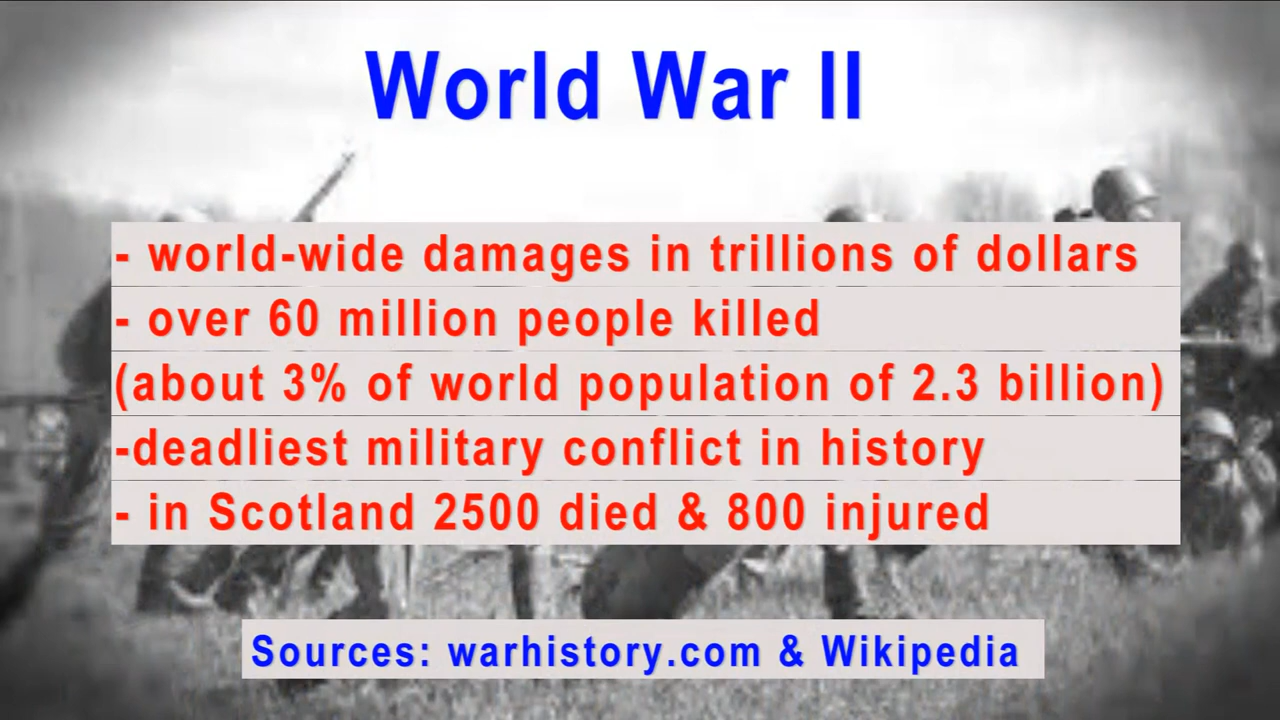 World War II
- world-wide damages in trillions of dollars
- over 60 million people killed
(about 3% of world population of 2.3 billion)
-deadliest military conflict in history
- in Scotland 2500 died & 800 injured
Sources: warhistory.com & Wikipedia